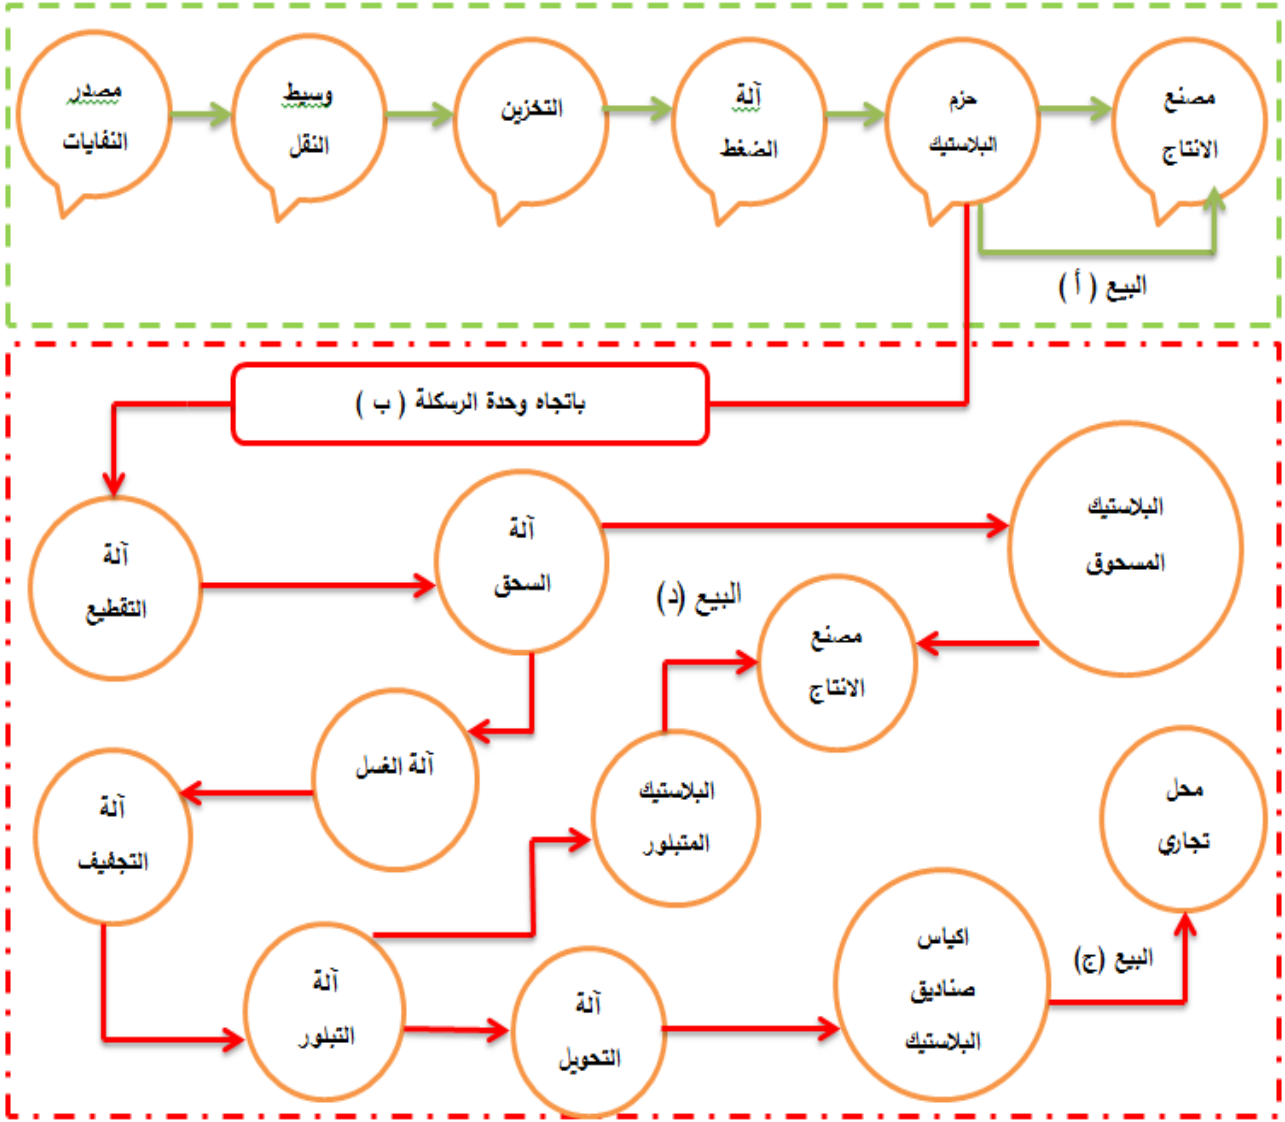 مصدر
النفايات
وسيط
النقل
التخزين
آلة
الضغط
حزم
البلاستيك
مصنع
الانتاج
البيع ( أ )
باتجاه وحدة الرسكلة ( ب )
آلة
التقطيع
آلة
السحق
البلاستيك
المسحوق
البيع (د)
مصنع
الانتاج
آلة الغسل
آلة
التجفيف
البلاستيك
المتبلور
محل
تجاري
آلة
التبلور
آلة
التحويل
اكياس
صناديق
البلاستيك
البيع (ج)